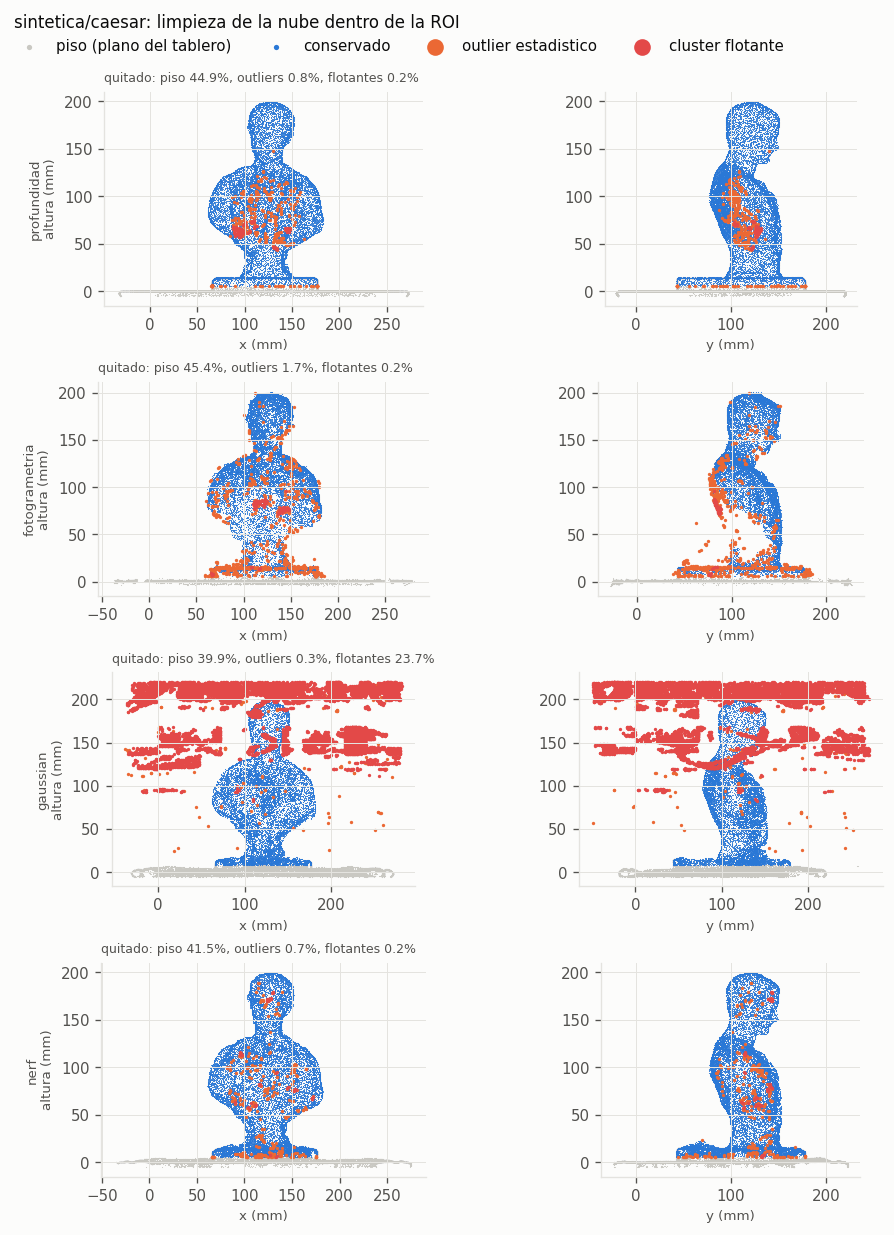 sintetica/caesar: limpieza de la nube dentro de la ROI
piso (plano del tablero) conservado outlier estadistico cluster flotante
quitado: piso 44.9%, outliers 0.8%, flotantes 0.2%
profundidad
altura (mm)
200
150
100
50
0
0 50 100 150 200 250
x (mm)
200
150
100
50
0
0 100 200
y (mm)
quitado: piso 45.4%, outliers 1.7%, flotantes 0.2%
fotogrametria
altura (mm)
200
150
100
50
0
−50 0 50 100 150 200 250
x (mm)
200
150
100
50
0
0 100 200
y (mm)
quitado: piso 39.9%, outliers 0.3%, flotantes 23.7%
gaussian
altura (mm)
200
150
100
50
0
0 100 200
x (mm)
200
150
100
50
0
0 100 200
y (mm)
quitado: piso 41.5%, outliers 0.7%, flotantes 0.2%
nerf
altura (mm)
200
150
100
50
0
−50 0 50 100 150 200 250
x (mm)
200
150
100
50
0
0 100 200
y (mm)